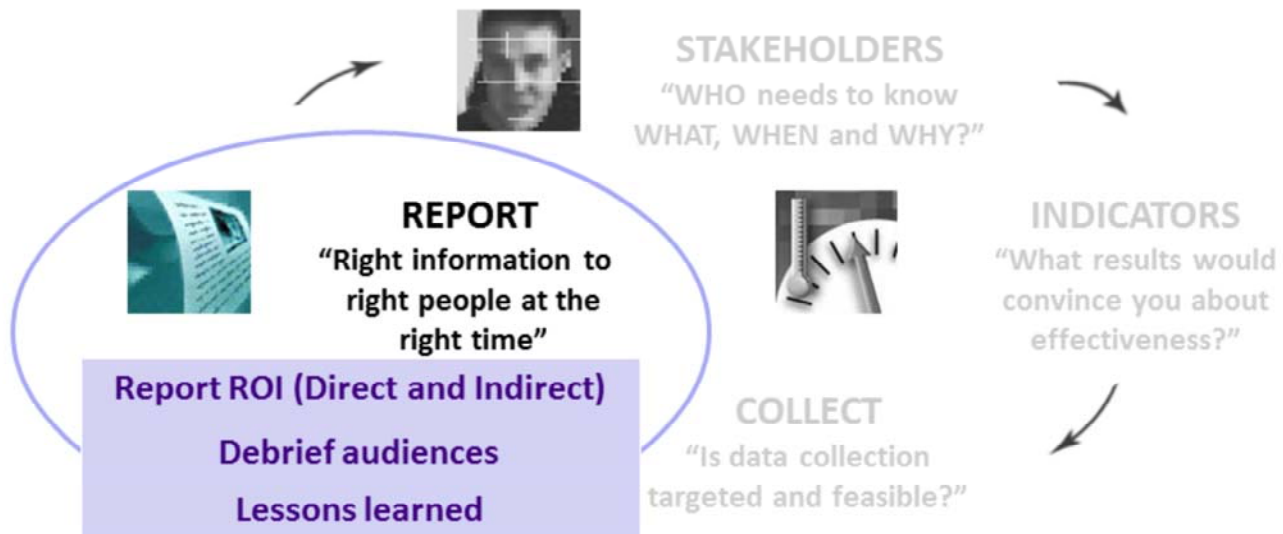 STAKEHOLDERS
“WHO needs to know
WHAT, WHEN and WHY?”
REPORT
“Right information to
right people at the
right time”
Report ROI (Direct and Indirect)
Debrief audiences
Lessons learned
INDICATORS
“What results would
convince you about
effectiveness?”
COLLECT
“Is data collection
targeted and feasible?”